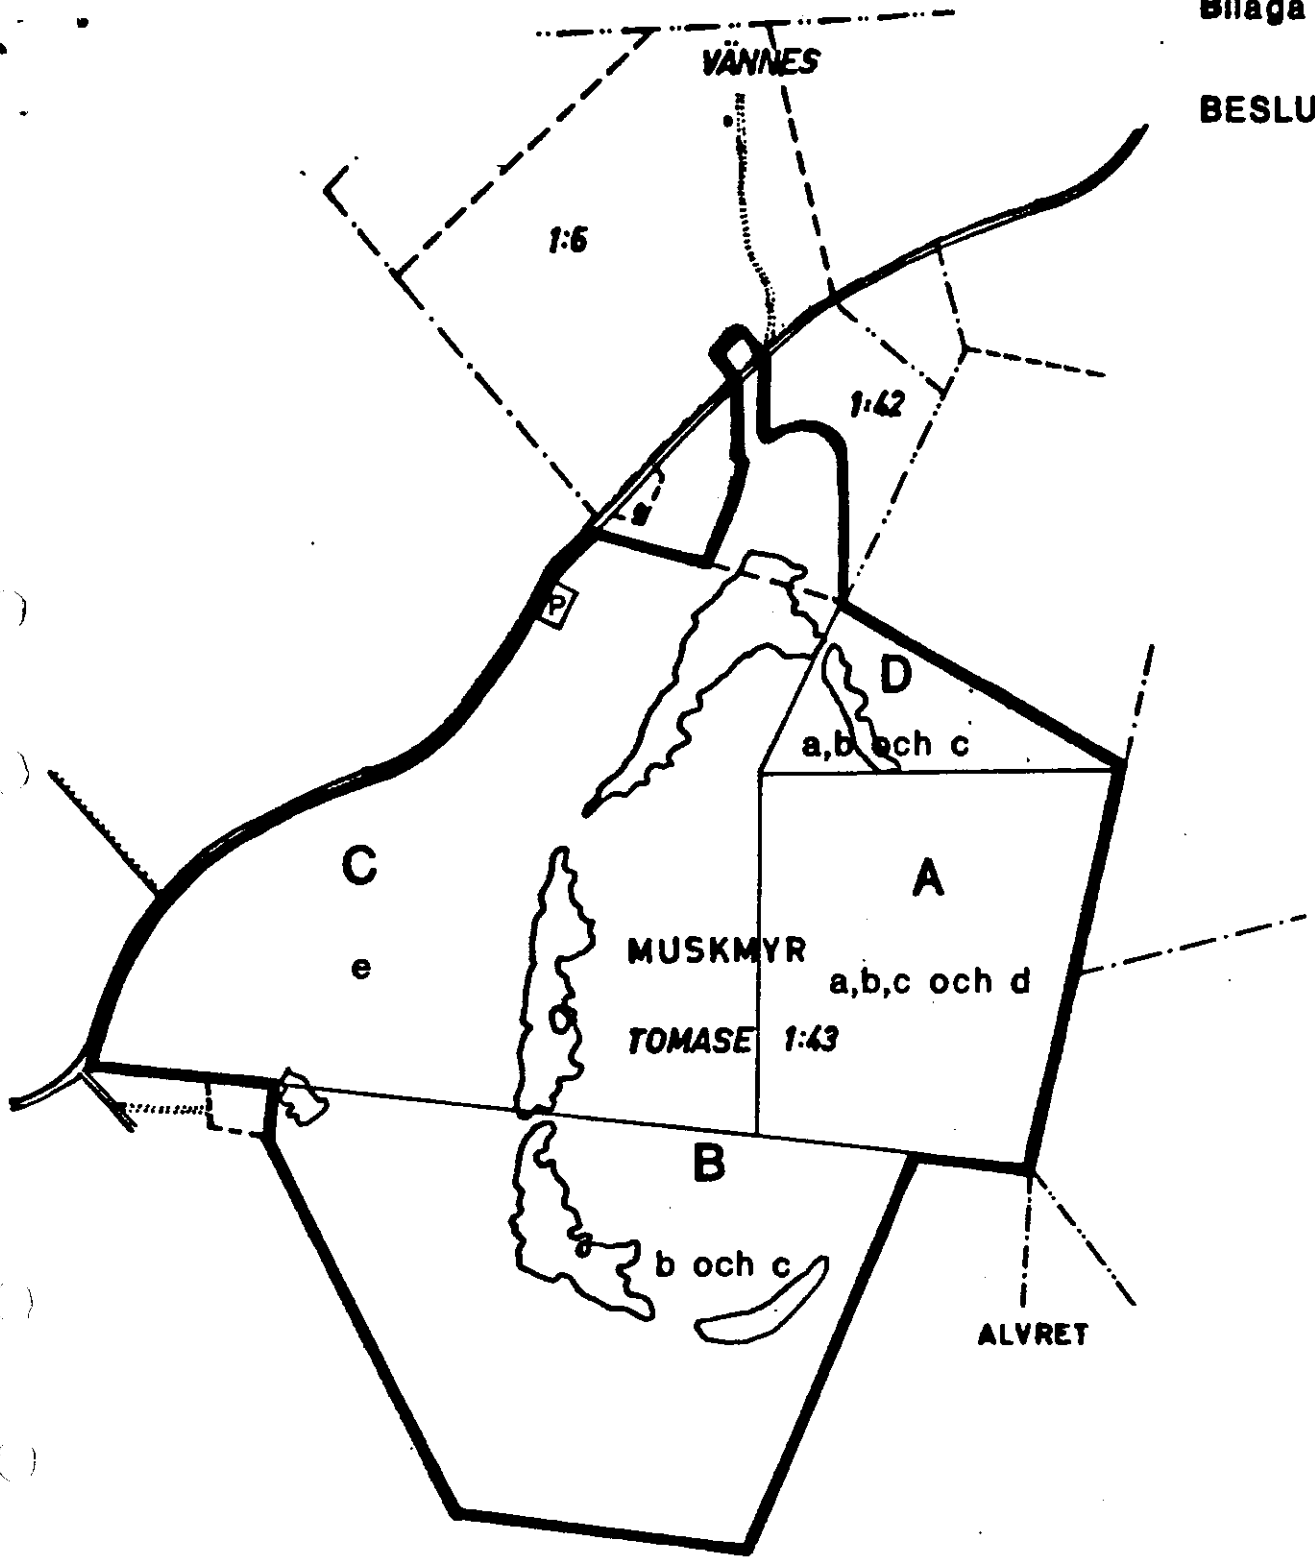 Bilaga
VÄNNES
BESLU
1:6
1:42
P
D
a,b och c
C
A
MUSKMYR
e
a,b,c och d
TOMASE 1:43
B
b och c
ALVRET